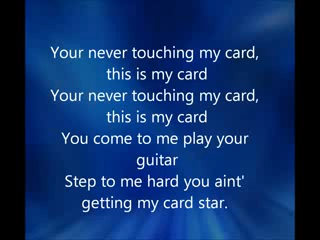 Your never touching my card,
this is my card
Your never touching my card,
this is my card
You come to me play your
guitar
Step to me hard you aint'
getting my card star.